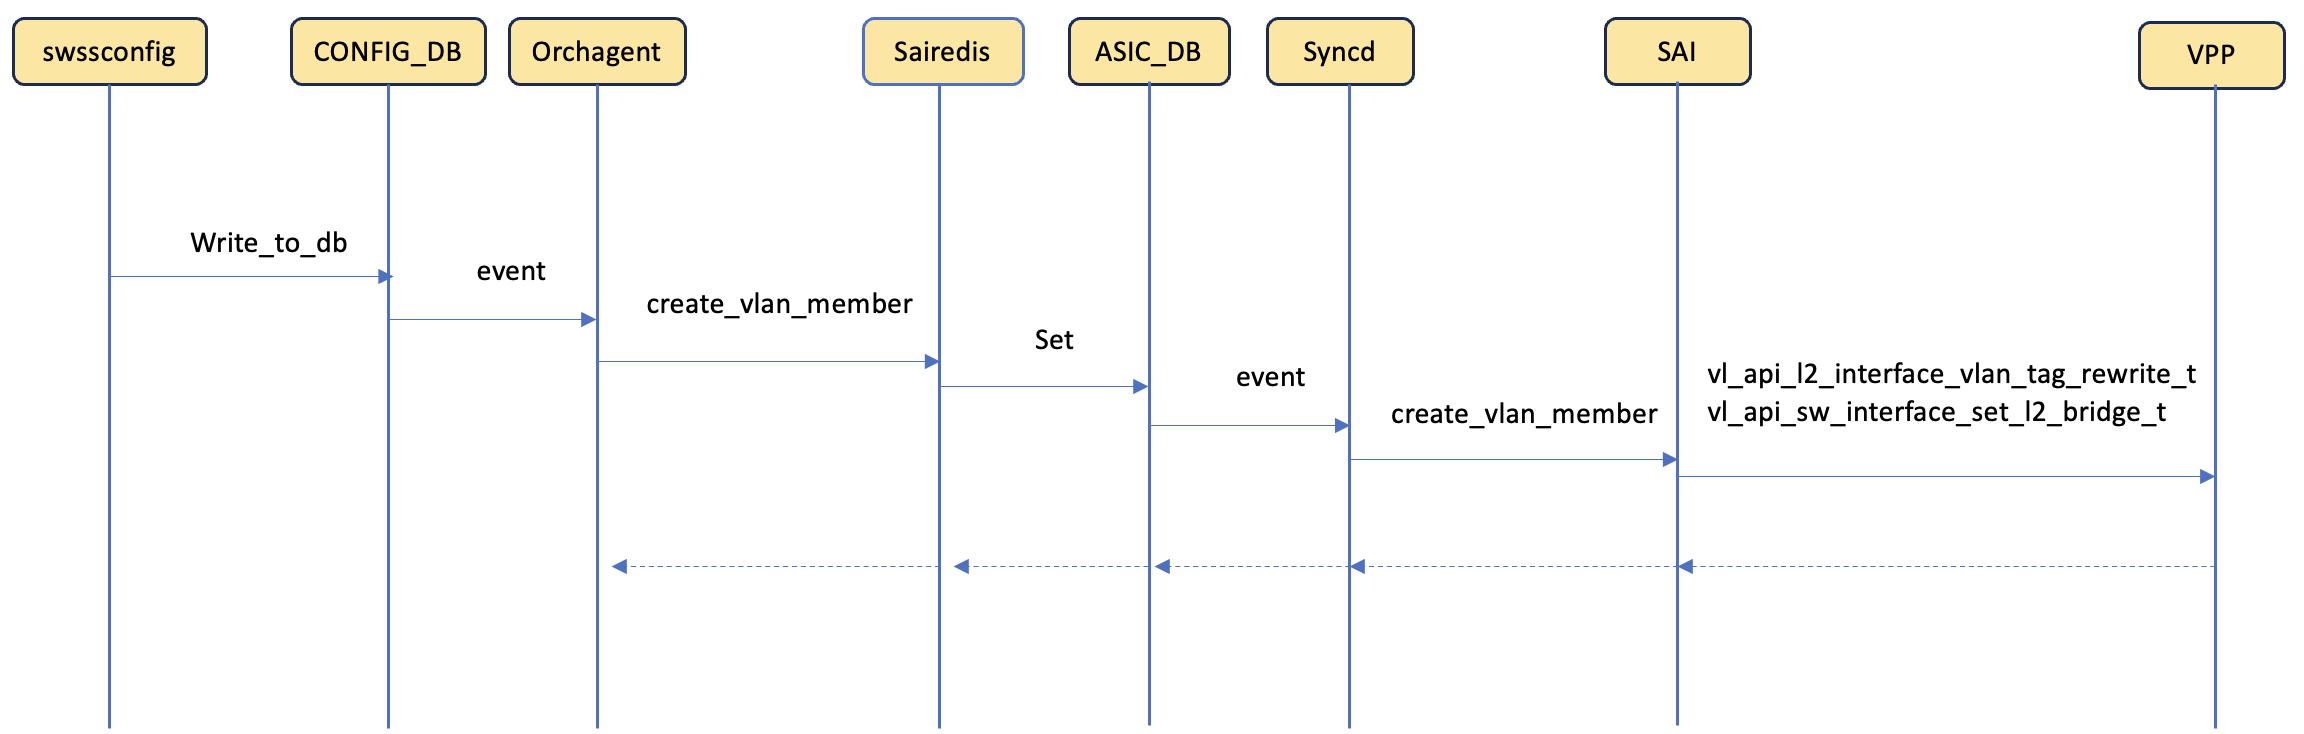 swssconfig
CONFIG_DB
Orchagent
Sairedis
ASIC_DB
Syncd
SAI
VPP
Write_to_db
event
create_vlan_member
Set
event
create_vlan_member
vl_api_l2_interface_vlan_tag_rewrite_t
vl_api_sw_interface_set_l2_bridge_t